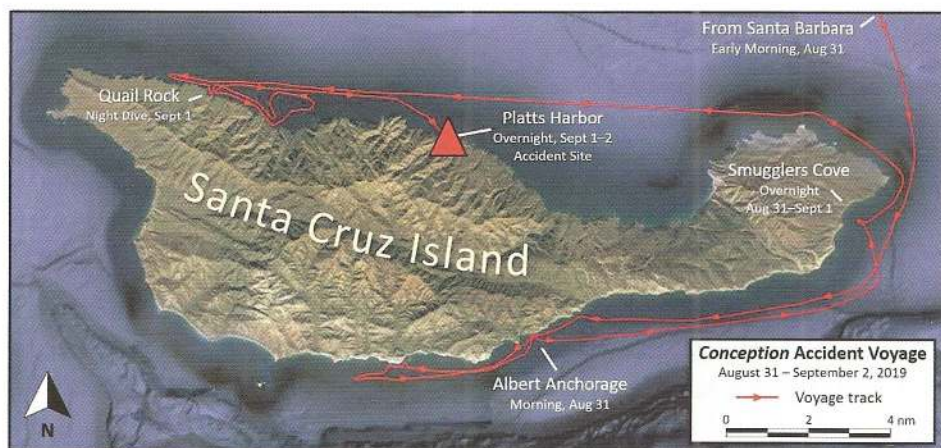 From Santa Barbara
Early Morning, Aug 31
Quail Rock
Night Dive, Sept 1
Platts Harbor
Overnight, Sept 1–2
Accident Site
Smugglers Cove
Overnight
Aug 31–Sept 1
Santa Cruz Island
Albert Anchorage
Morning, Aug 31
N
Conception Accident Voyage
August 31 – September 2, 2019
Voyage track
0 2 4 nm